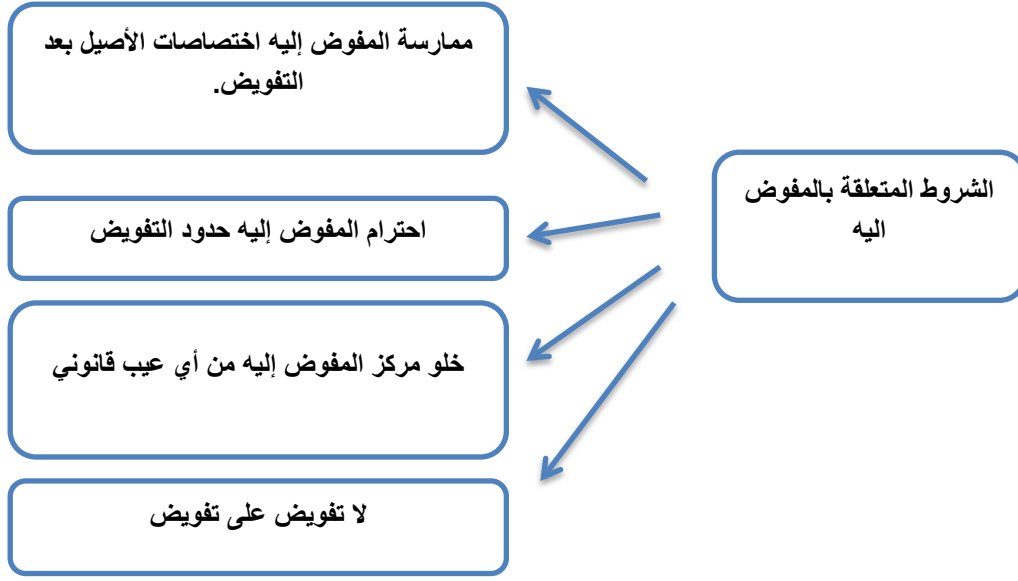 الشروط المتعلقة بالمفوض
اليه
ممارسة المفوض إليه اختصاصات الأصيل بعد
التفويض.
احترام المفوض إليه حدود التفويض
خلو مركز المفوض إليه من أي عيب قانوني
لا تفويض على تفويض